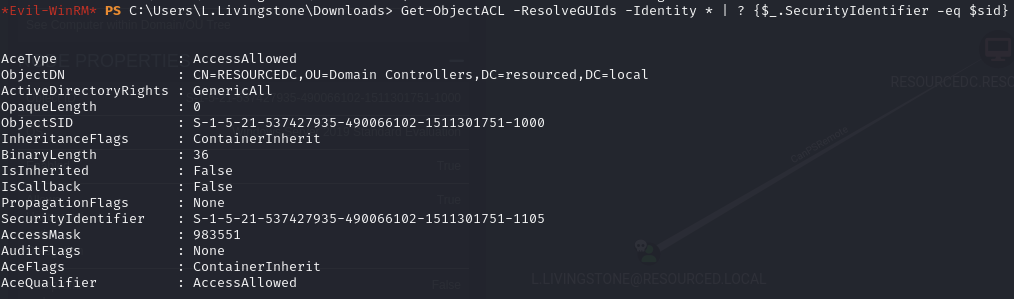 *Evil-WinRM* PS C:\Users\L.Livingstone\Downloads> Get-ObjectACL -ResolveGUIds -Identity * | ? {$_.SecurityIdentifier -eq $sid}
AceType : AccessAllowed
ObjectDN : CN=RESOURCEDC,OU=Domain Controllers,DC=resourced,DC=local
ActiveDirectoryRights : GenericAll
OpaqueLength : 0
ObjectSID : S-1-5-21-537427935-490066102-1511301751-1000
InheritanceFlags : ContainerInherit
BinaryLength : 36
IsInherited : False
IsCallback : False
PropagationFlags : None
SecurityIdentifier : S-1-5-21-537427935-490066102-1511301751-1105
AccessMask : 983551
AuditFlags : None
AceFlags : ContainerInherit
AceQualifier : AccessAllowed
RESOURCEDC.RES
L.LIVINGSTONE@RESOURCED.LOCAL